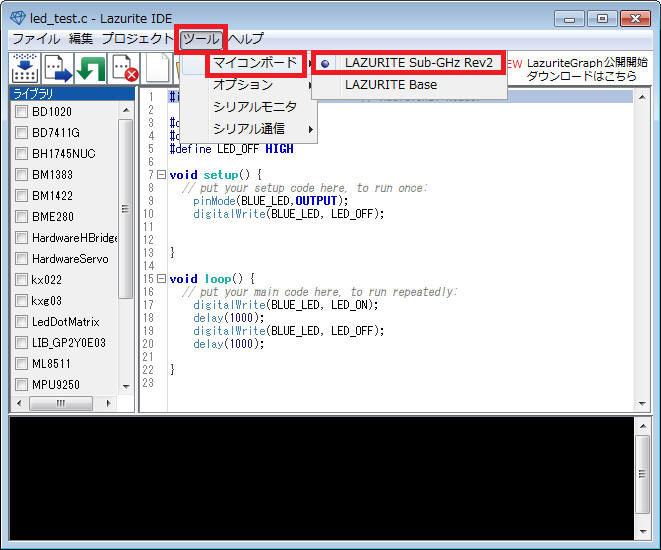 led_test.c - Lazurite IDE
ファイル 編集 プロジェクト ツール ヘルプ
マイコンボード
オプション
シリアルモニタ
シリアル通信
LAZURITE Sub-GHz Rev2
LAZURITE Base
LazuriteGraph公開開始
ダウンロードはこちら
ライブラリ
BD1020
BD7411G
BH1745NUC
BM1383
BM1422
BME280
HardwareHBridge
HardwareServo
kx022
kxg03
LedDotMatrix
LIB_GP2Y0E03
ML8511
MPU9250
1 #i
2
3 #d
4 #d
5 #define LED_OFF HIGH
6
7 void setup() {
8 // put your setup code here, to run once:
9 pinMode(BLUE_LED,OUTPUT);
10 digitalWrite(BLUE_LED, LED_OFF);
11
12
13 }
14
15 void loop() {
16 // put your main code here, to run repeatedly:
17 digitalWrite(BLUE_LED, LED_ON);
18 delay(1000);
19 digitalWrite(BLUE_LED, LED_OFF);
20 delay(1000);
21
22 }
23